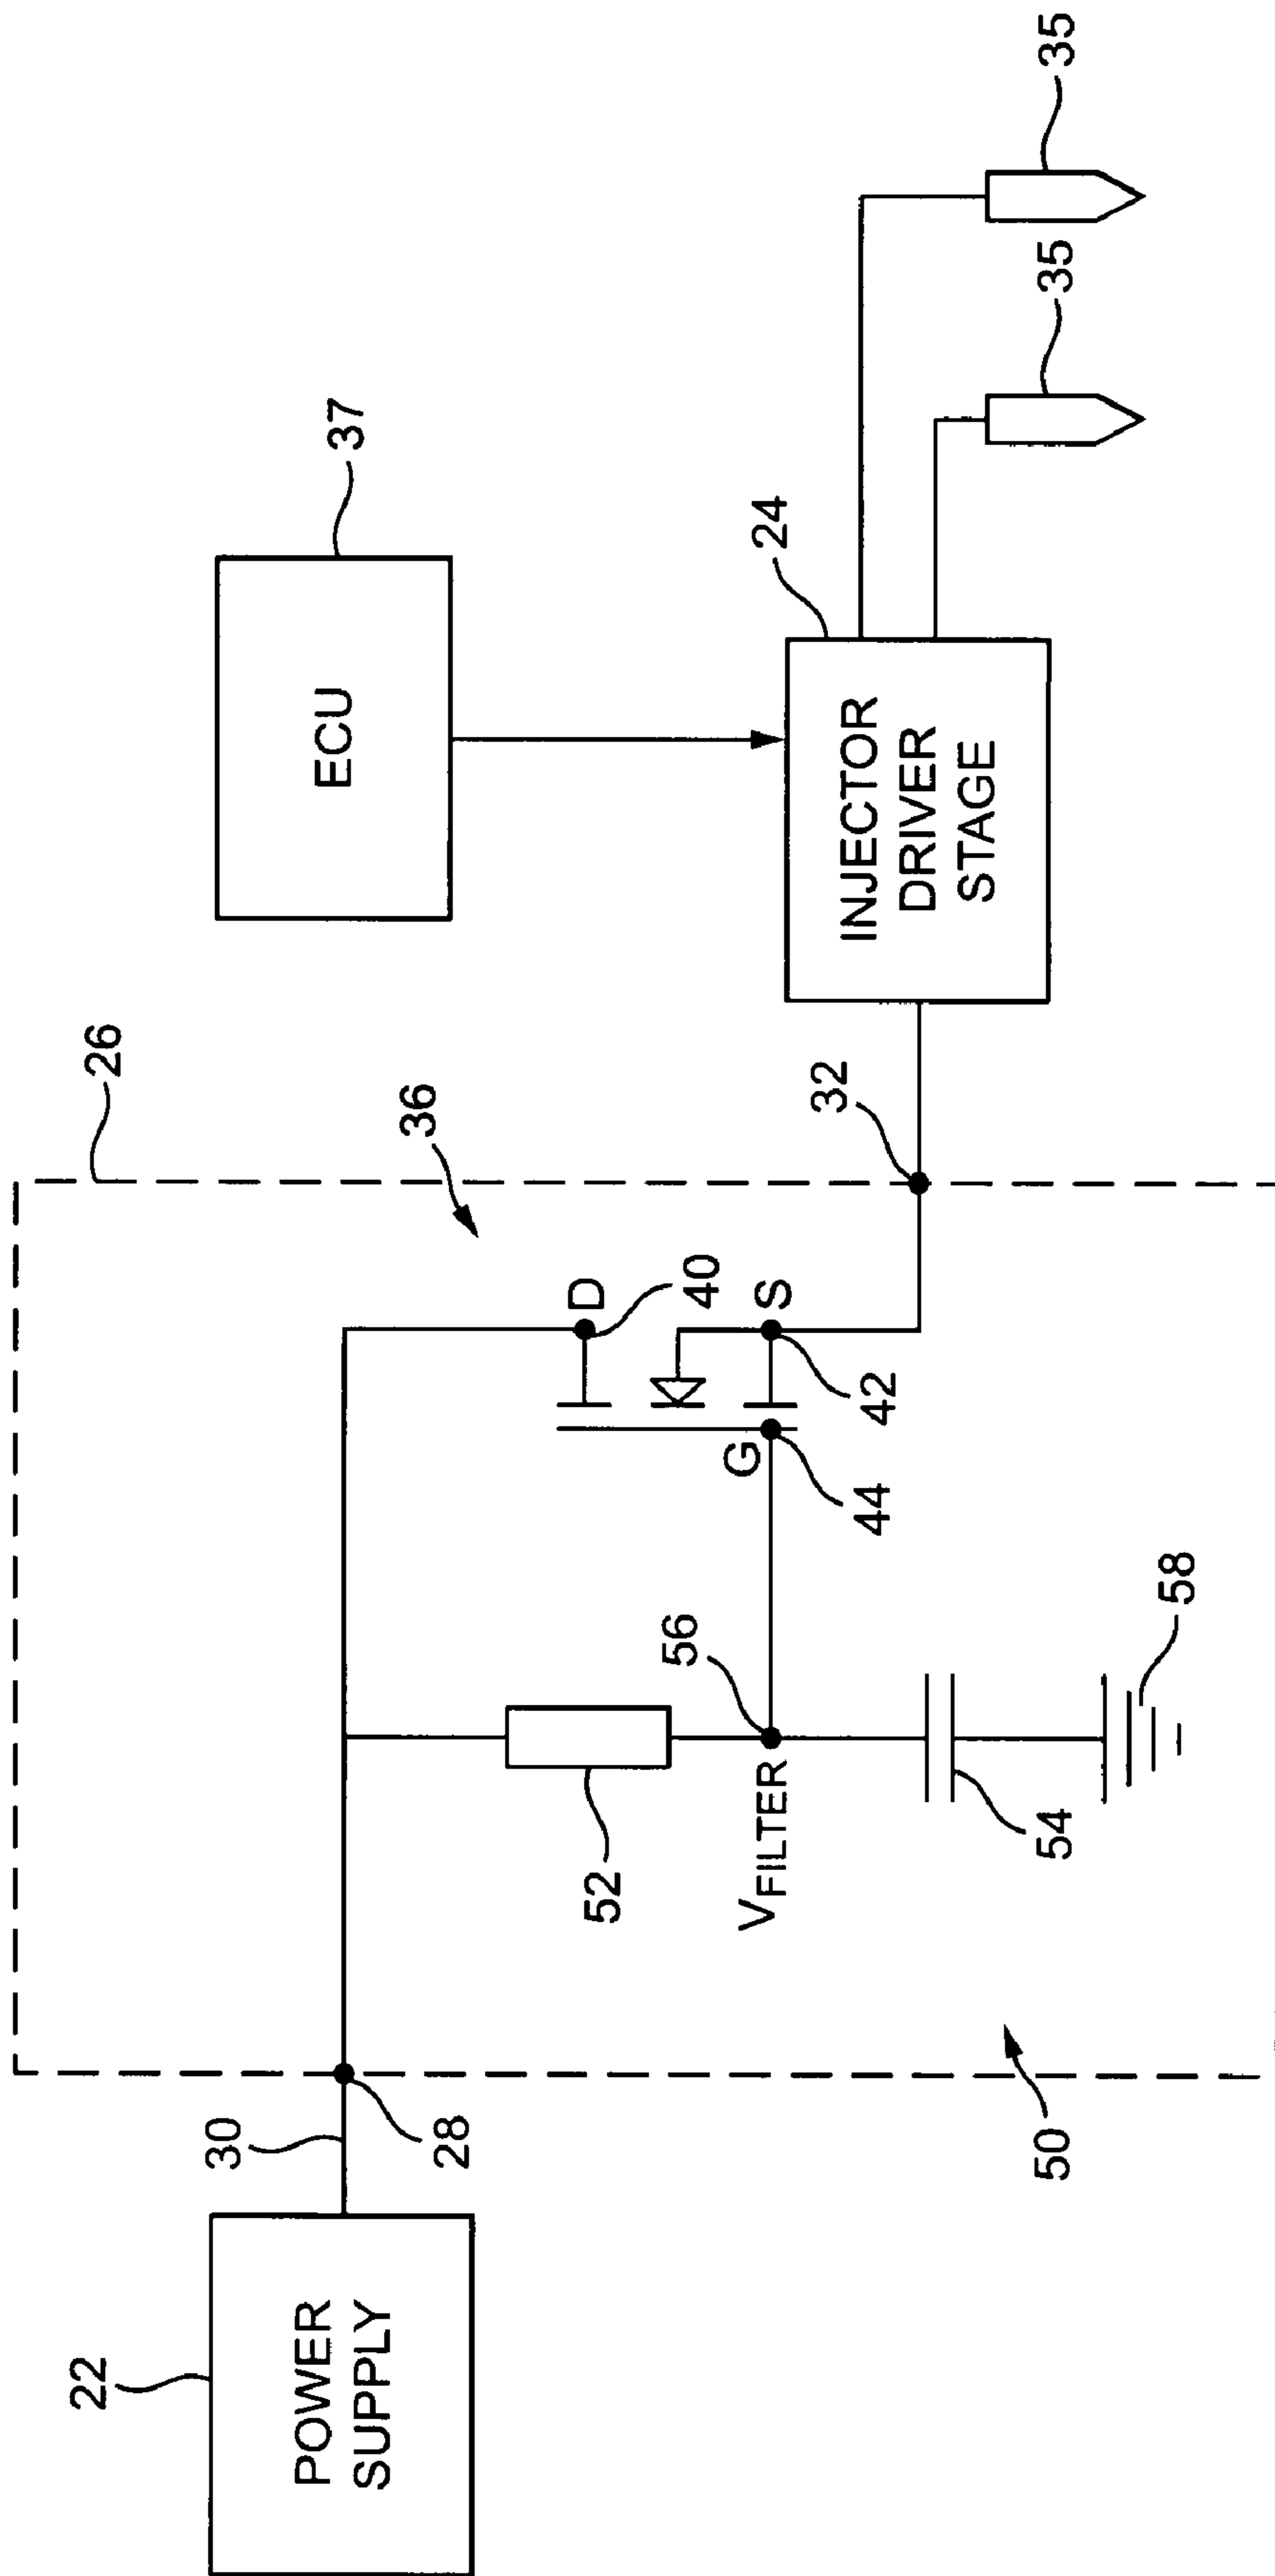 22
POWER
SUPPLY
30
28
26
50
52
V_FILTER
56
54
58
36
D
40
G
44
S
42
32
ECU
37
INJECTOR
DRIVER
STAGE
24
35
35